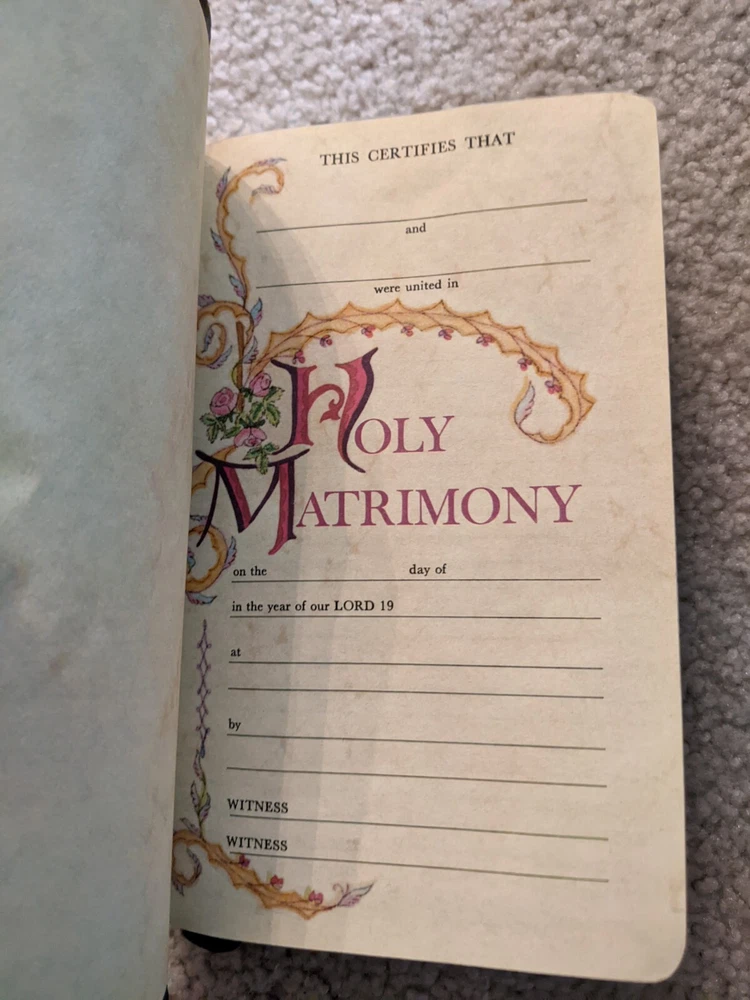 THIS CERTIFIES THAT
and
were united in
HOLY
MATRIMONY
on the day of
in the year of our LORD 19
at
by
WITNESS
WITNESS